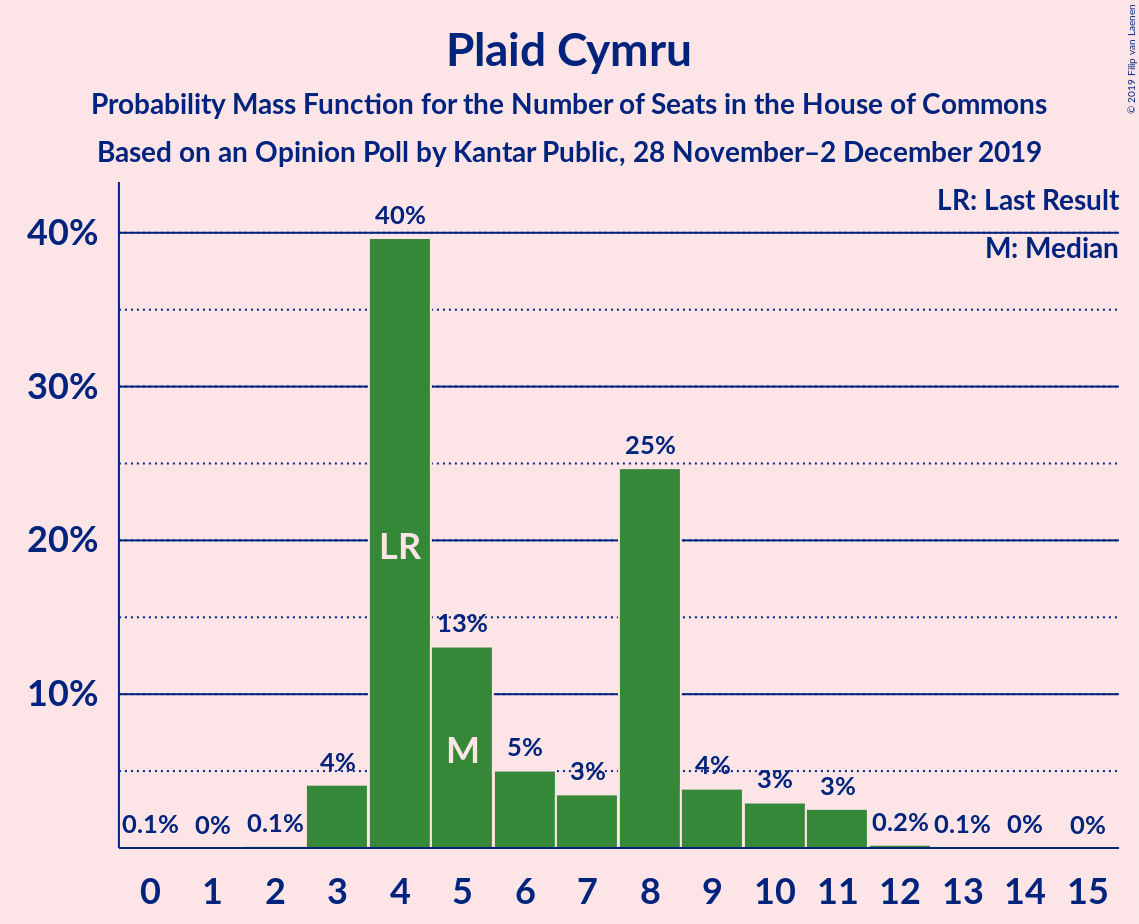 Plaid Cymru
Probability Mass Function for the Number of Seats in the House of Commons
Based on an Opinion Poll by Kantar Public, 28 November–2 December 2019
© 2019 Filip van Laenen
LR: Last Result
M: Median
40%
30%
20%
10%
0.1% 0% 0.1% 4% 40% 13% 5% 3% 25% 4% 3% 3% 0.2% 0.1% 0% 0%
LR
M
0 1 2 3 4 5 6 7 8 9 10 11 12 13 14 15